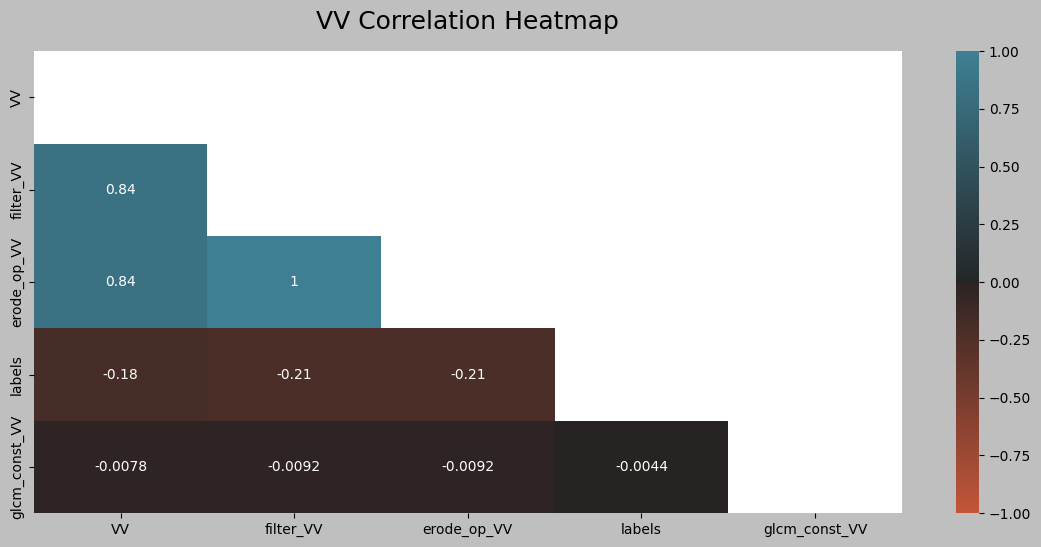 VV Correlation Heatmap
VV
filter_VV
erode_op_VV
labels
glcm_const_VV
0.84
0.84
1
-0.18
-0.21
-0.21
-0.0078
-0.0092
-0.0092
-0.0044
VV
filter_VV
erode_op_VV
labels
glcm_const_VV
1.00
0.75
0.50
0.25
0.00
−0.25
−0.50
−0.75
−1.00